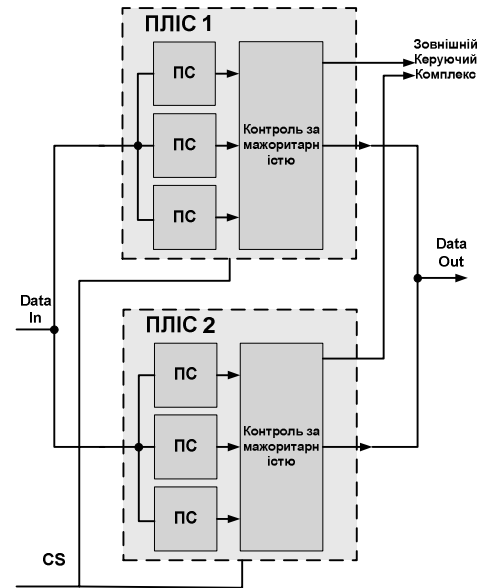 ПЛІС 1
Зовнішній
Керуючий
Комплекс
ПС
ПС
ПС
Контроль за
мажоритарн
істю
Data
Out
Data
In
ПЛІС 2
ПС
ПС
ПС
Контроль за
мажоритарн
істю
CS